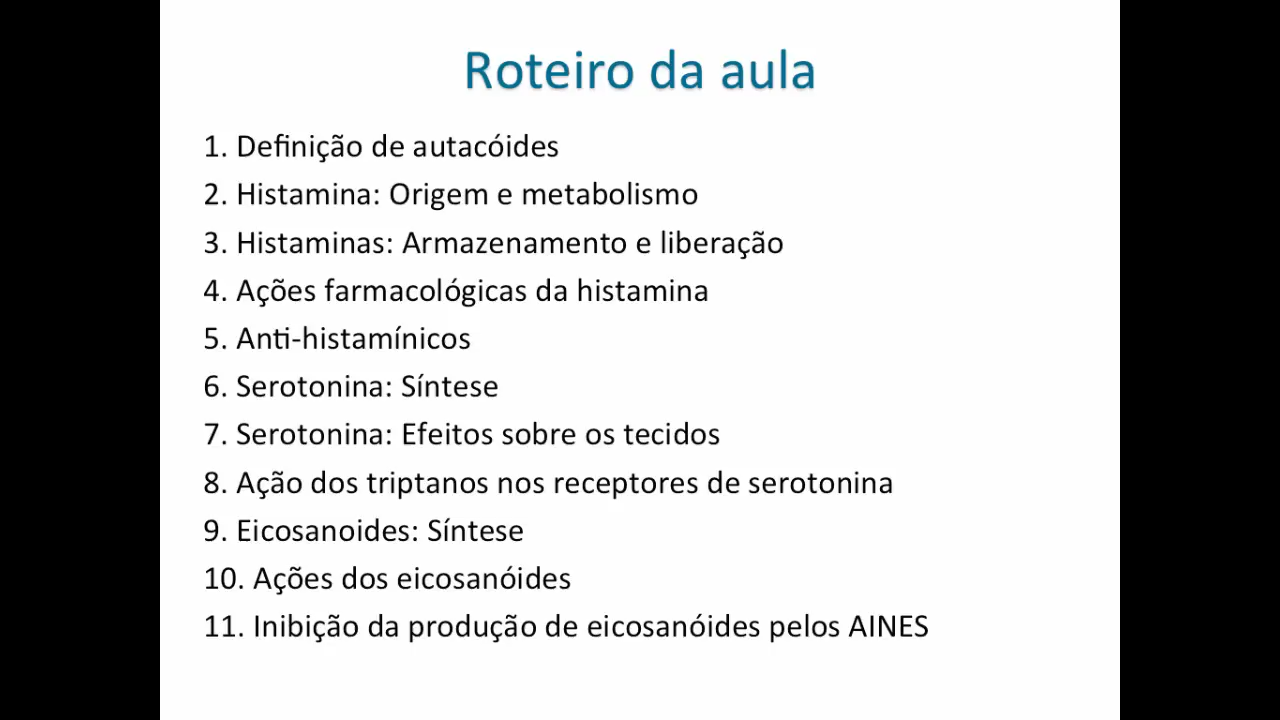 Roteiro da aula
1. Definição de autacóides
2. Histamina: Origem e metabolismo
3. Histaminas: Armazenamento e liberação
4. Ações farmacológicas da histamina
5. Anti-histamínicos
6. Serotonina: Síntese
7. Serotonina: Efeitos sobre os tecidos
8. Ação dos triptanos nos receptores de serotonina
9. Eicosanoides: Síntese
10. Ações dos eicosanóides
11. Inibição da produção de eicosanóides pelos AINES